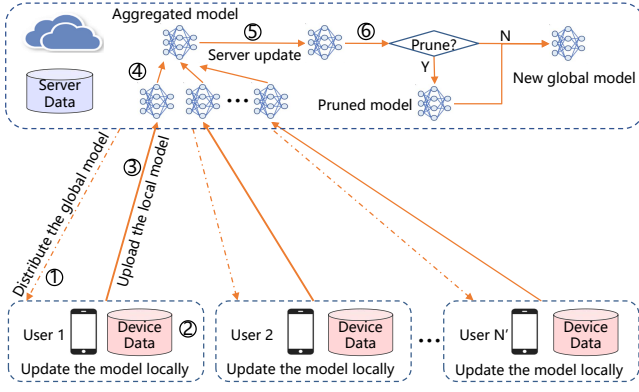 Aggregated model
⑤
⑥
Prune?
N
④
Server update
Y
New global model
Server
Data
Pruned model
Distribute the global model
①
③
Upload the local model
User 1
Device
Data
②
Update the model locally
User 2
Device
Data
Update the model locally
User N'
Device
Data
Update the model locally